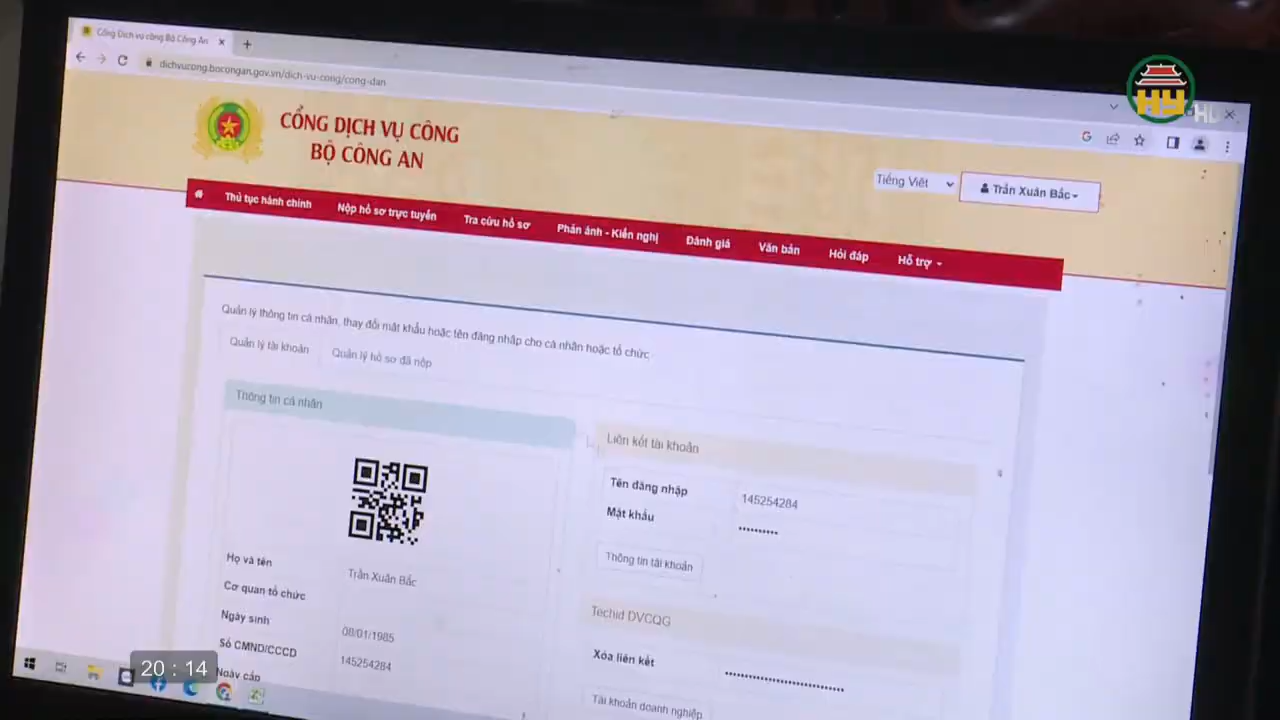 Cổng Dịch vụ công Bộ Công An
dichvucong.bocongan.gov.vn/dich-vu-cong/cong-dan
HY HD
CỔNG DỊCH VỤ CÔNG
BỘ CÔNG AN
Tiếng Việt
Trần Xuân Bắc
Thủ tục hành chính Nộp hồ sơ trực tuyến Tra cứu hồ sơ Phản ánh - Kiến nghị Đánh giá Văn bản Hỏi đáp Hỗ trợ
Quản lý thông tin cá nhân, thay đổi mật khẩu hoặc tên đăng nhập cho cá nhân hoặc tổ chức
Quản lý tài khoản Quản lý hồ sơ đã nộp
Thông tin cá nhân
Họ và tên Trần Xuân Bắc
Cơ quan tổ chức
Ngày sinh 08/01/1985
Số CMND/CCCD 145254284
Ngày cấp
Liên kết tài khoản
Tên đăng nhập 145254284
Mật khẩu
Thông tin tài khoản
Techid DVCQG
Xóa liên kết
Tài khoản doanh nghiệp
20 : 14